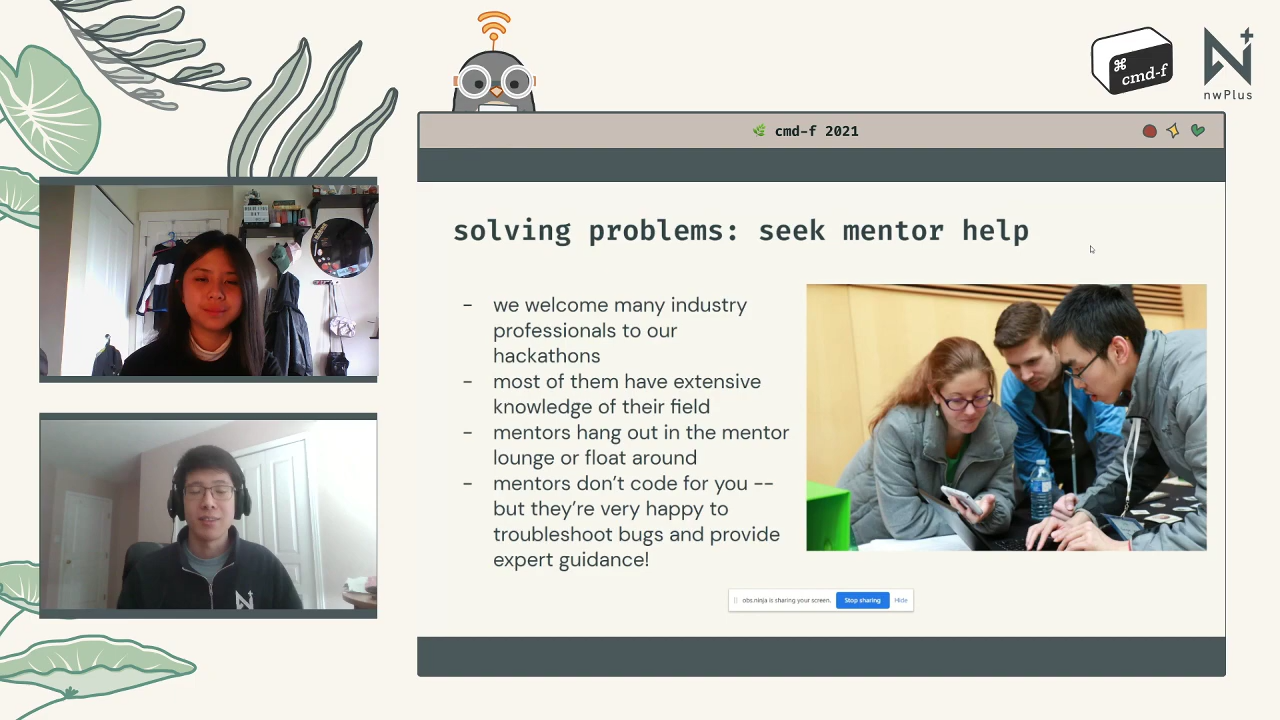 ⌘
cmd-f
nwPlus
cmd-f 2021
solving problems: seek mentor help
- we welcome many industry
professionals to our
hackathons
- most of them have extensive
knowledge of their field
- mentors hang out in the mentor
lounge or float around
- mentors don't code for you --
but they're very happy to
troubleshoot bugs and provide
expert guidance!
obs.ninja is sharing your screen.
Stop sharing
Hide